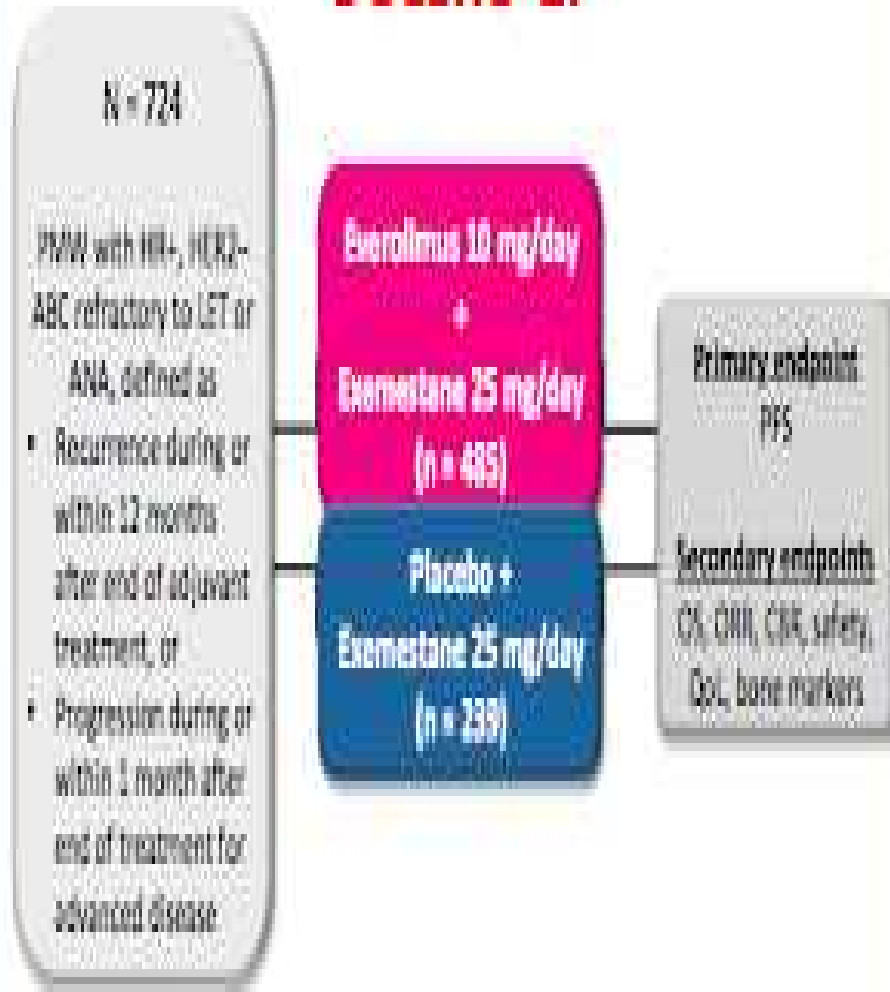 N = 724
PMW with HR+, HER2–
ABC refractory to LET or
ANA, defined as
• Recurrence during or
within 12 months
after end of adjuvant
treatment, or
• Progression during or
within 1 month after
end of treatment for
advanced disease
Everolimus 10 mg/day
+
Exemestane 25 mg/day
(n = 485)
Placebo +
Exemestane 25 mg/day
(n = 239)
Primary endpoint
PFS
Secondary endpoints
OS, ORR, CBR, safety,
QoL, bone markers